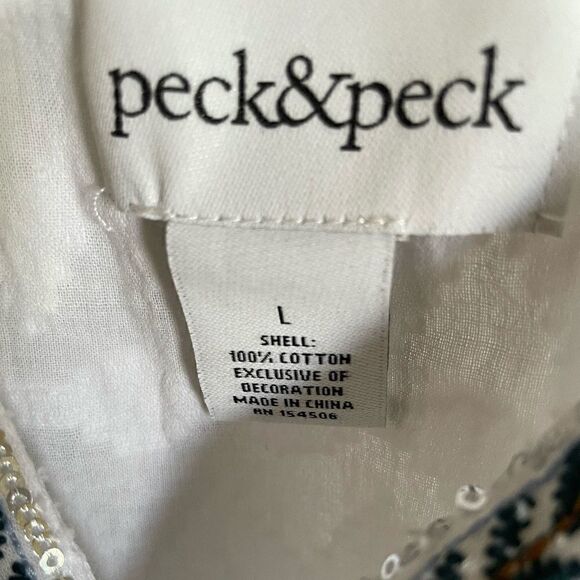 peck&peck
L
SHELL:
100% COTTON
EXCLUSIVE OF
DECORATION
MADE IN CHINA
RN 154506